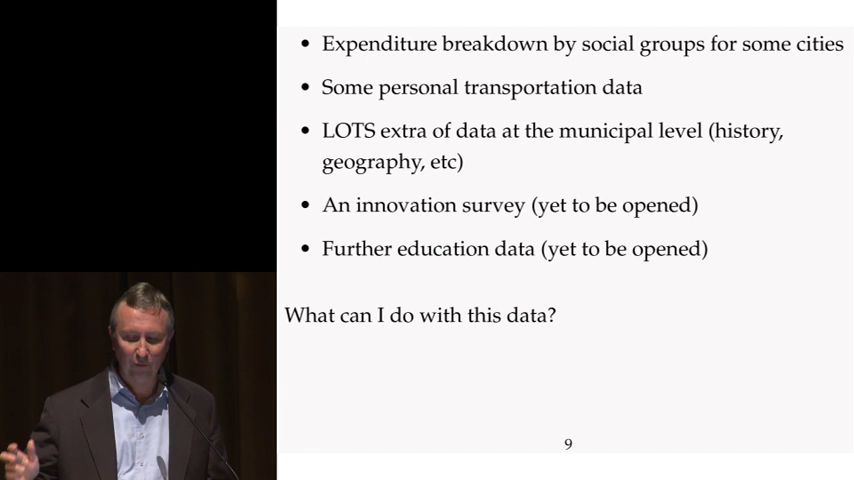 • Expenditure breakdown by social groups for some cities
• Some personal transportation data
• LOTS extra of data at the municipal level (history,
geography, etc)
• An innovation survey (yet to be opened)
• Further education data (yet to be opened)
What can I do with this data?
9